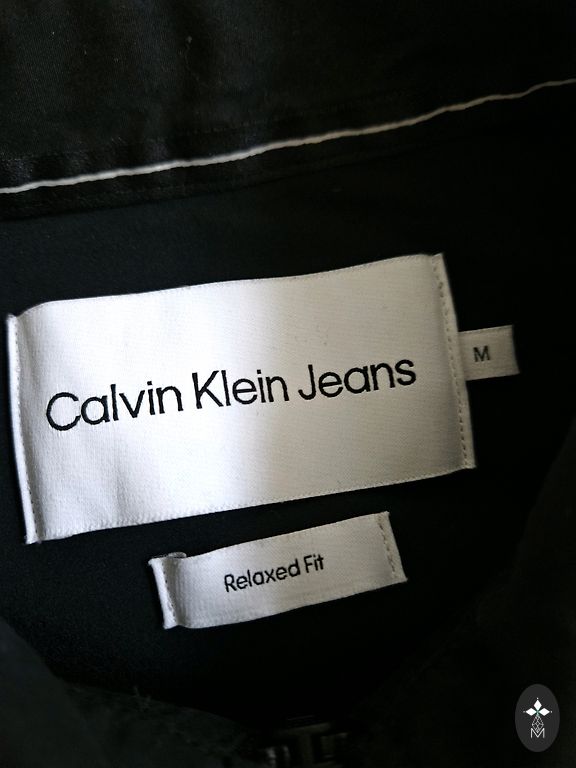 Calvin Klein Jeans
M
Relaxed Fit
M